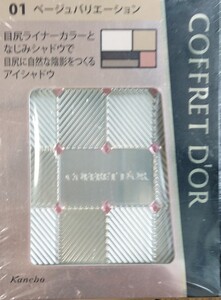 01 ベージュバリエーション
目尻ライナーカラーと
なじみシャドウで
目尻に自然な陰影をつくる
アイシャドウ
COFFRET D'OR
Kanebo